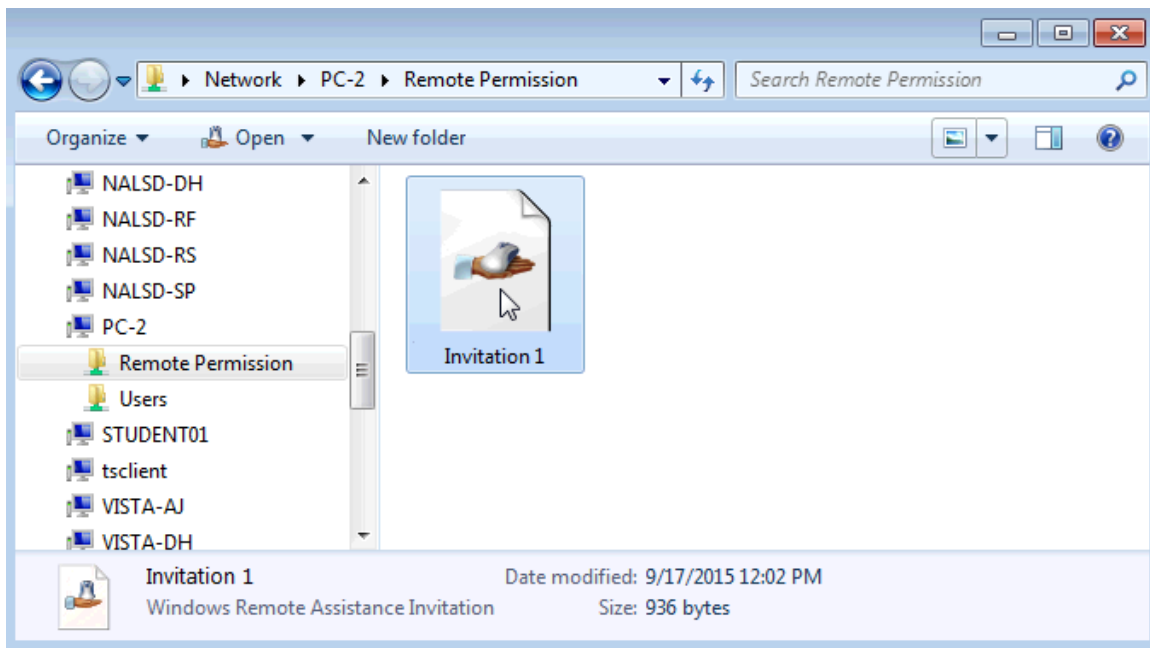 Network PC-2 Remote Permission Search Remote Permission
Organize Open New folder
NALSD-DH
NALSD-RF
NALSD-RS
NALSD-SP
PC-2
Remote Permission
Users
STUDENT01
tsclient
VISTA-AJ
VISTA-DH
Invitation 1
Invitation 1 Date modified: 9/17/2015 12:02 PM
Windows Remote Assistance Invitation Size: 936 bytes